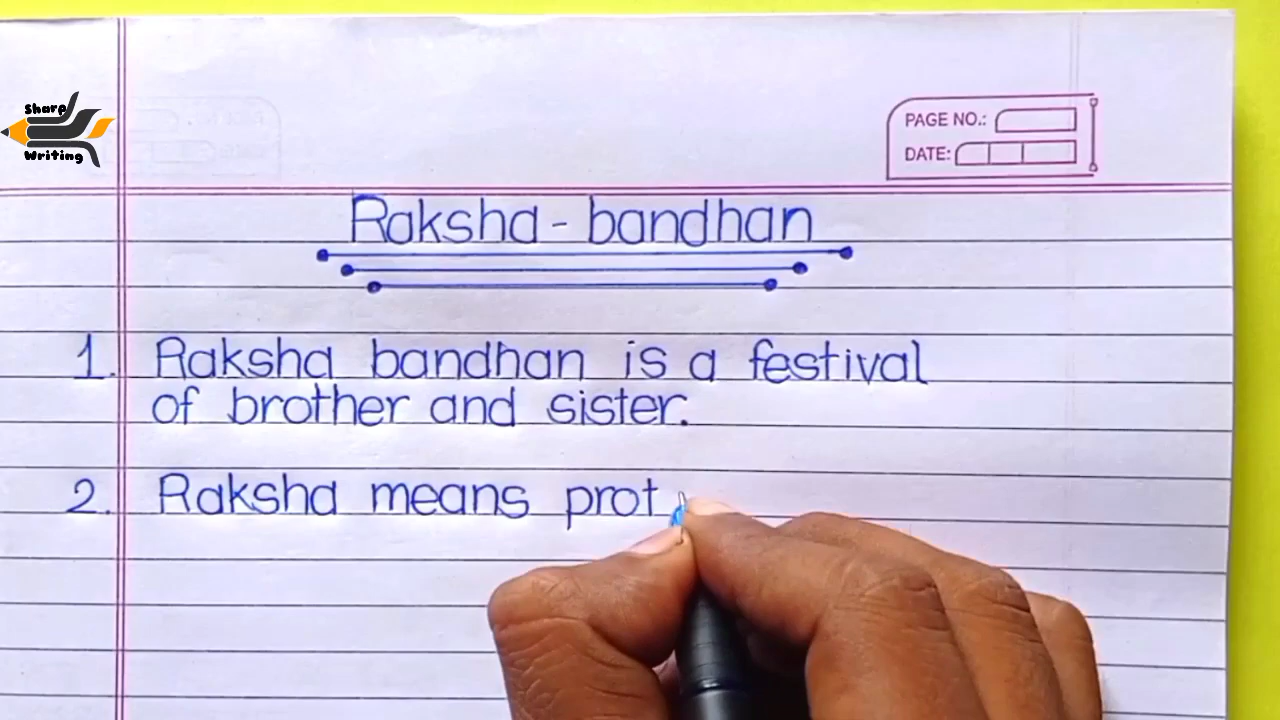 Sharp
Writing
PAGE NO.:
DATE:
Raksha - bandhan
1. Raksha bandhan is a festival
of brother and sister.
2. Raksha means prot